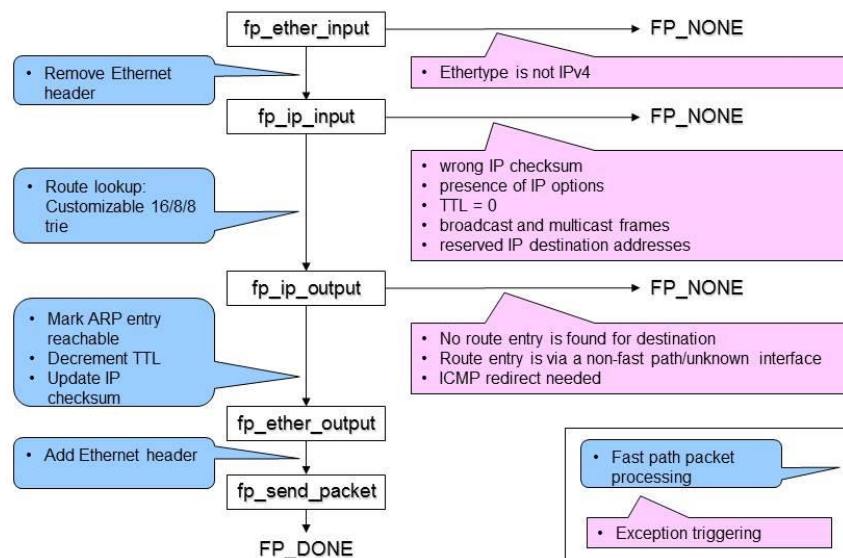 fp_ether_input
FP_NONE
• Remove Ethernet
header
• Ethertype is not IPv4
fp_ip_input
FP_NONE
• Route lookup:
Customizable 16/8/8
trie
• wrong IP checksum
• presence of IP options
• TTL = 0
• broadcast and multicast frames
• reserved IP destination addresses
fp_ip_output
FP_NONE
• Mark ARP entry
reachable
• Decrement TTL
• Update IP
checksum
• No route entry is found for destination
• Route entry is via a non-fast path/unknown interface
• ICMP redirect needed
fp_ether_output
• Add Ethernet header
fp_send_packet
FP_DONE
• Fast path packet
processing
• Exception triggering